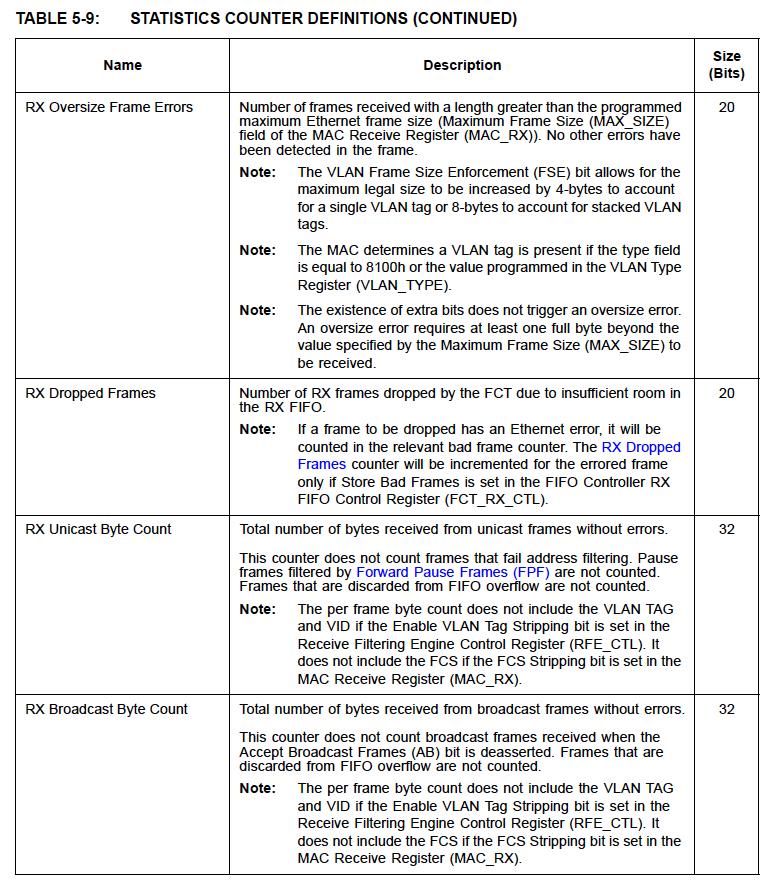 TABLE 5-9: STATISTICS COUNTER DEFINITIONS (CONTINUED)
Name
Description
Size
(Bits)
RX Oversize Frame Errors
Number of frames received with a length greater than the programmed
maximum Ethernet frame size (Maximum Frame Size (MAX_SIZE)
field of the MAC Receive Register (MAC_RX)). No other errors have
been detected in the frame.
Note: The VLAN Frame Size Enforcement (FSE) bit allows for the
maximum legal size to be increased by 4-bytes to account
for a single VLAN tag or 8-bytes to account for stacked VLAN
tags.
Note: The MAC determines a VLAN tag is present if the type field
is equal to 8100h or the value programmed in the VLAN Type
Register (VLAN_TYPE).
Note: The existence of extra bits does not trigger an oversize error.
An oversize error requires at least one full byte beyond the
value specified by the Maximum Frame Size (MAX_SIZE) to
be received.
20
RX Dropped Frames
Number of RX frames dropped by the FCT due to insufficient room in
the RX FIFO.
Note: If a frame to be dropped has an Ethernet error, it will be
counted in the relevant bad frame counter. The RX Dropped
Frames counter will be incremented for the errored frame
only if Store Bad Frames is set in the FIFO Controller RX
FIFO Control Register (FCT_RX_CTL).
20
RX Unicast Byte Count
Total number of bytes received from unicast frames without errors.
This counter does not count frames that fail address filtering. Pause
frames filtered by Forward Pause Frames (FPF) are not counted.
Frames that are discarded from FIFO overflow are not counted.
Note: The per frame byte count does not include the VLAN TAG
and VID if the Enable VLAN Tag Stripping bit is set in the
Receive Filtering Engine Control Register (RFE_CTL). It
does not include the FCS if the FCS Stripping bit is set in the
MAC Receive Register (MAC_RX).
32
RX Broadcast Byte Count
Total number of bytes received from broadcast frames without errors.
This counter does not count broadcast frames received when the
Accept Broadcast Frames (AB) bit is deasserted. Frames that are
discarded from FIFO overflow are not counted.
Note: The per frame byte count does not include the VLAN TAG
and VID if the Enable VLAN Tag Stripping bit is set in the
Receive Filtering Engine Control Register (RFE_CTL). It
does not include the FCS if the FCS Stripping bit is set in the
MAC Receive Register (MAC_RX).
32